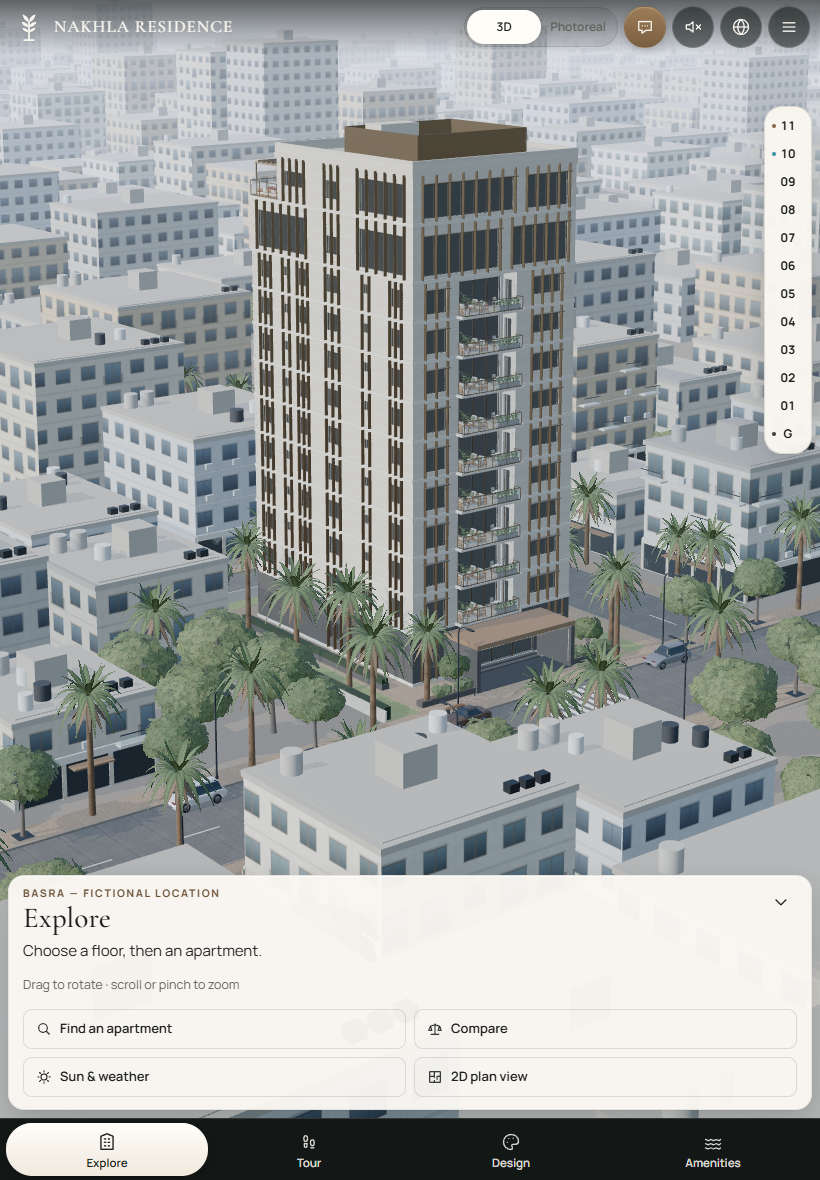 NAKHLA RESIDENCE
3D
Photoreal
11
10
09
08
07
06
05
04
03
02
01
G
BASRA — FICTIONAL LOCATION
Explore
Choose a floor, then an apartment.
Drag to rotate · scroll or pinch to zoom
Find an apartment
Compare
Sun & weather
2D plan view
Explore
Tour
Design
Amenities